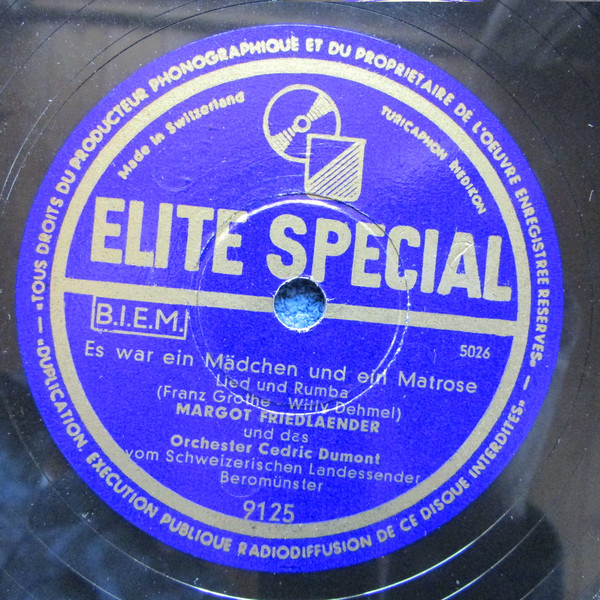 «TOUS DROITS DU PRODUCTEUR PHONOGRAPHIQUE ET DU PROPRIETAIRE DE L'OEUVRE ENREGISTREE RESERVES» —
Made in Switzerland
TURICAPHON RIEDIKON
ELITE SPECIAL
B.I.E.M.
5026
Es war ein Mädchen und ein Matrose
Lied und Rumba
(Franz Grothe - Willy Dehmel)
MARGOT FRIEDLAENDER
und das
Orchester Cedric Dumont
vom Schweizerischen Landessender
Beromünster
9125
«DUPLICATION, EXECUTION PUBLIQUE RADIODIFFUSION DE CE DISQUE INTERDITES» —